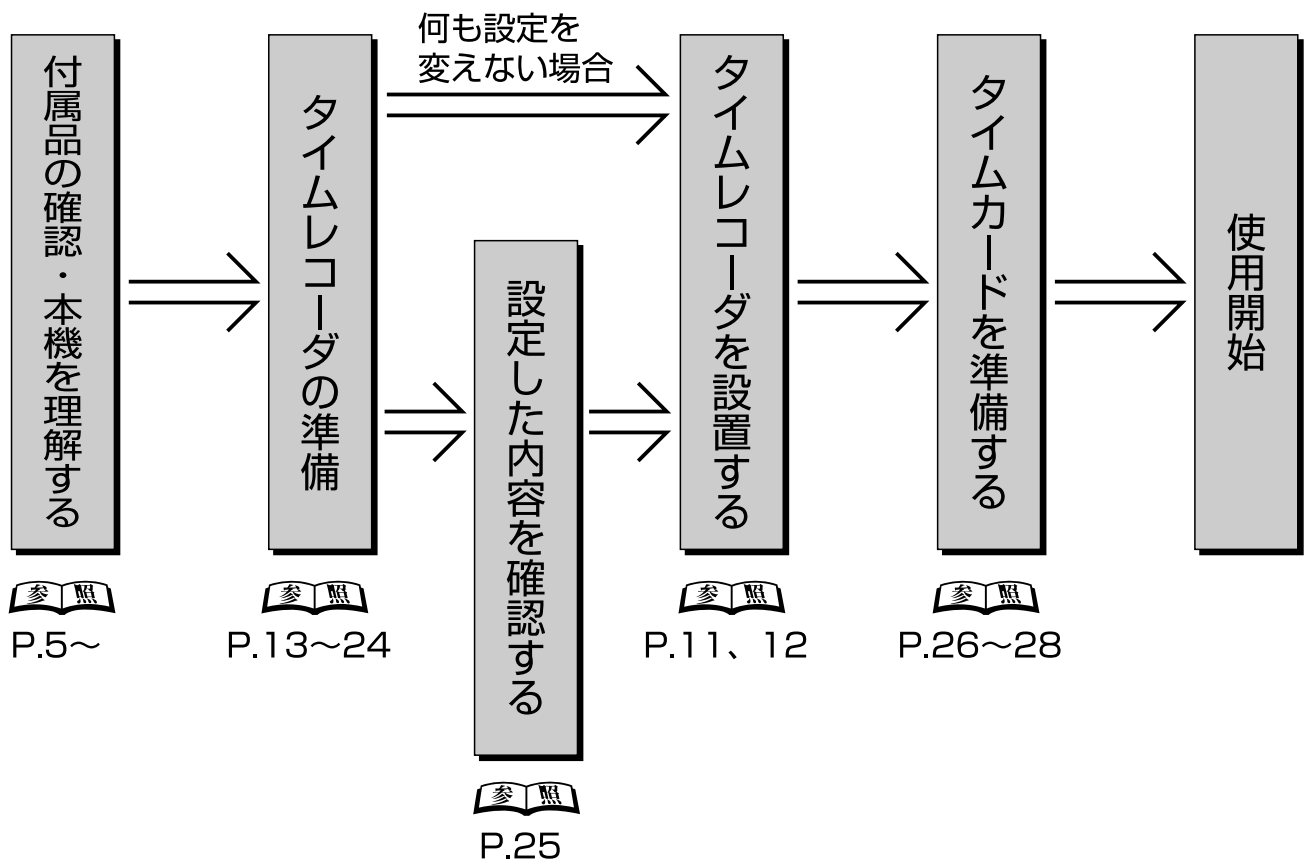 付属品の確認・本機を理解する
参照
P.5～
タイムレコーダの準備
参照
P.13～24
何も設定を
変えない場合
設定した内容を確認する
参照
P.25
タイムレコーダを設置する
参照
P.11、12
タイムカードを準備する
参照
P.26～28
使用開始